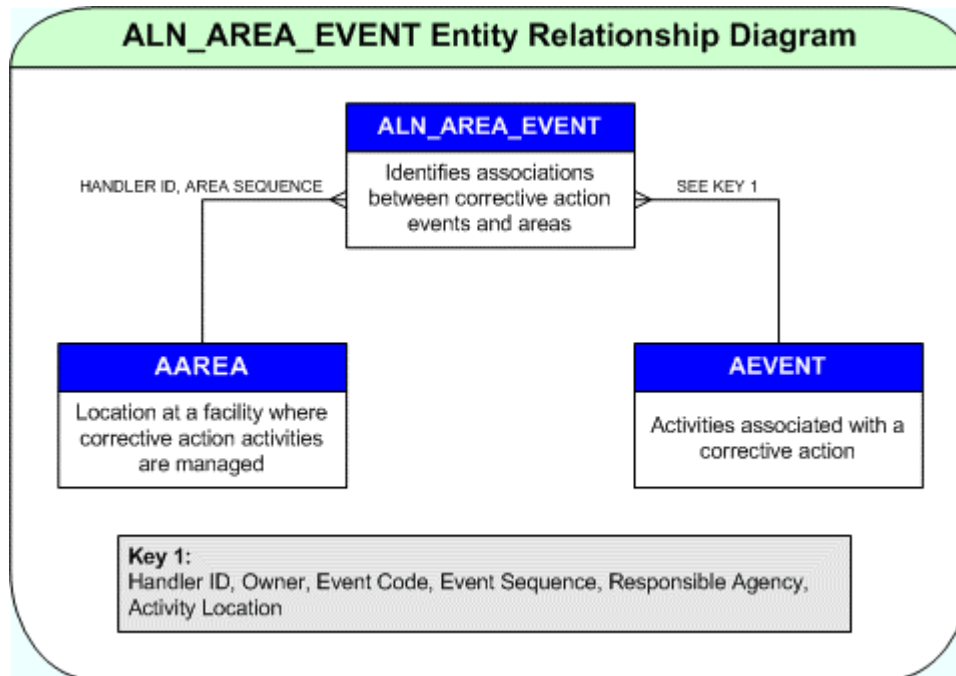 ALN_AREA_EVENT Entity Relationship Diagram
ALN_AREA_EVENT
Identifies associations
between corrective action
events and areas
HANDLER ID, AREA SEQUENCE
SEE KEY 1
AAREA
Location at a facility where
corrective action activities
are managed
AEVENT
Activities associated with a
corrective action
Key 1:
Handler ID, Owner, Event Code, Event Sequence, Responsible Agency,
Activity Location